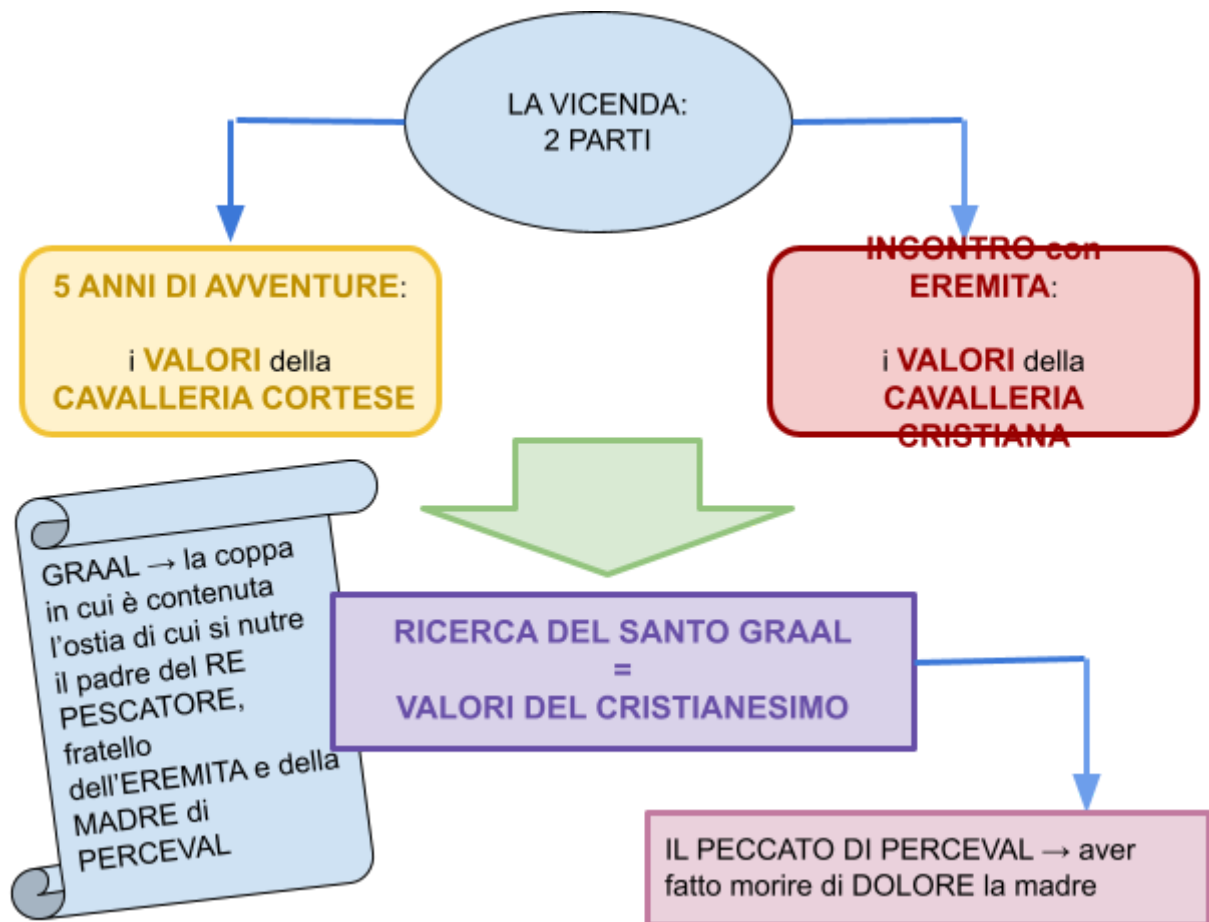 LA VICENDA:
2 PARTI
5 ANNI DI AVVENTURE:
i VALORI della
CAVALLERIA CORTESE
INCONTRO con
EREMITA:
i VALORI della
CAVALLERIA
CRISTIANA
GRAAL → la coppa
in cui è contenuta
l'ostia di cui si nutre
il padre del RE
PESCATORE,
fratello
dell'EREMITA e della
MADRE di
PERCEVAL
RICERCA DEL SANTO GRAAL
=
VALORI DEL CRISTIANESIMO
IL PECCATO DI PERCEVAL → aver
fatto morire di DOLORE la madre